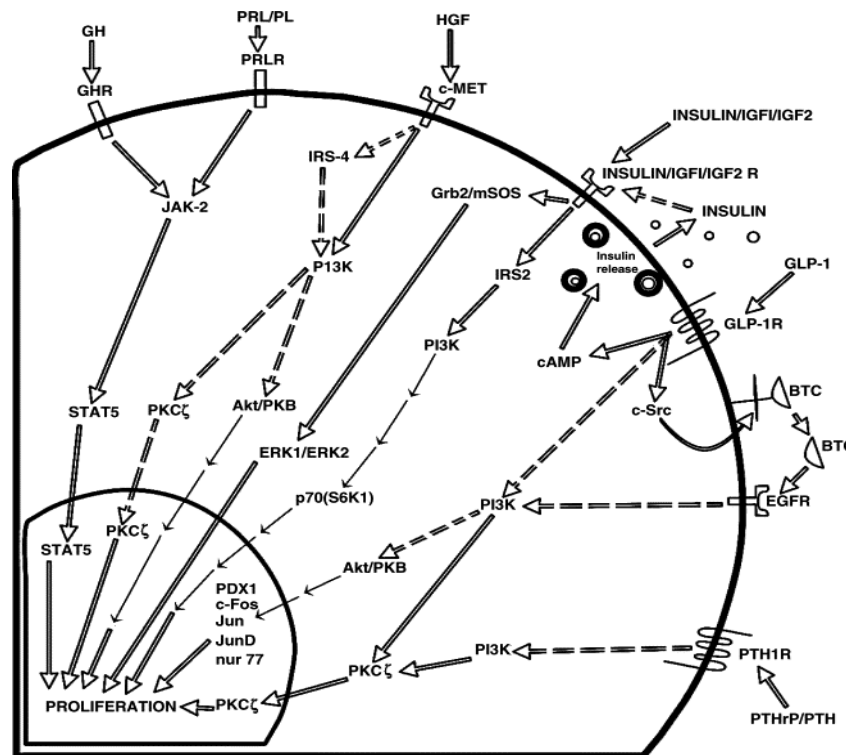 GH
PRL/PL
HGF
GHR
PRLR
c-MET
INSULIN/IGFI/IGF2
IRS-4
INSULIN/IGFI/IGF2 R
Grb2/mSOS
JAK-2
INSULIN
Insulin
release
P13K
IRS2
GLP-1
GLP-1R
PI3K
cAMP
BTC
STAT5
PKCζ
Akt/PKB
c-Src
ERK1/ERK2
BTC
p70(S6K1)
PI3K
EGFR
PKCζ
STAT5
Akt/PKB
PDX1
c-Fos
Jun
JunD
nur 77
PI3K
PTH1R
PKCζ
PROLIFERATION
PKCζ
PTHrP/PTH